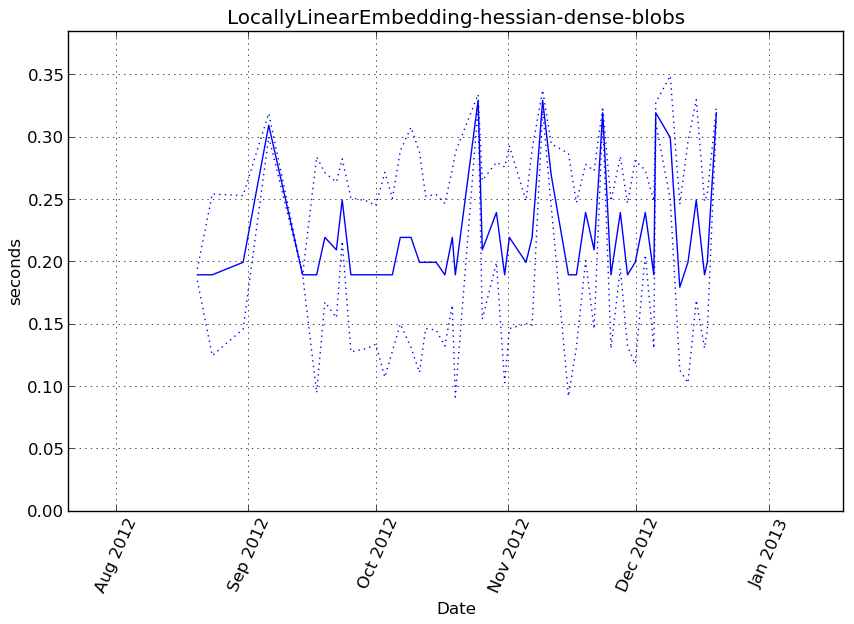 LocallyLinearEmbedding-hessian-dense-blobs
0.35
0.30
0.25
0.20
0.15
0.10
0.05
0.00
seconds
Aug 2012
Sep 2012
Oct 2012
Nov 2012
Dec 2012
Jan 2013
Date